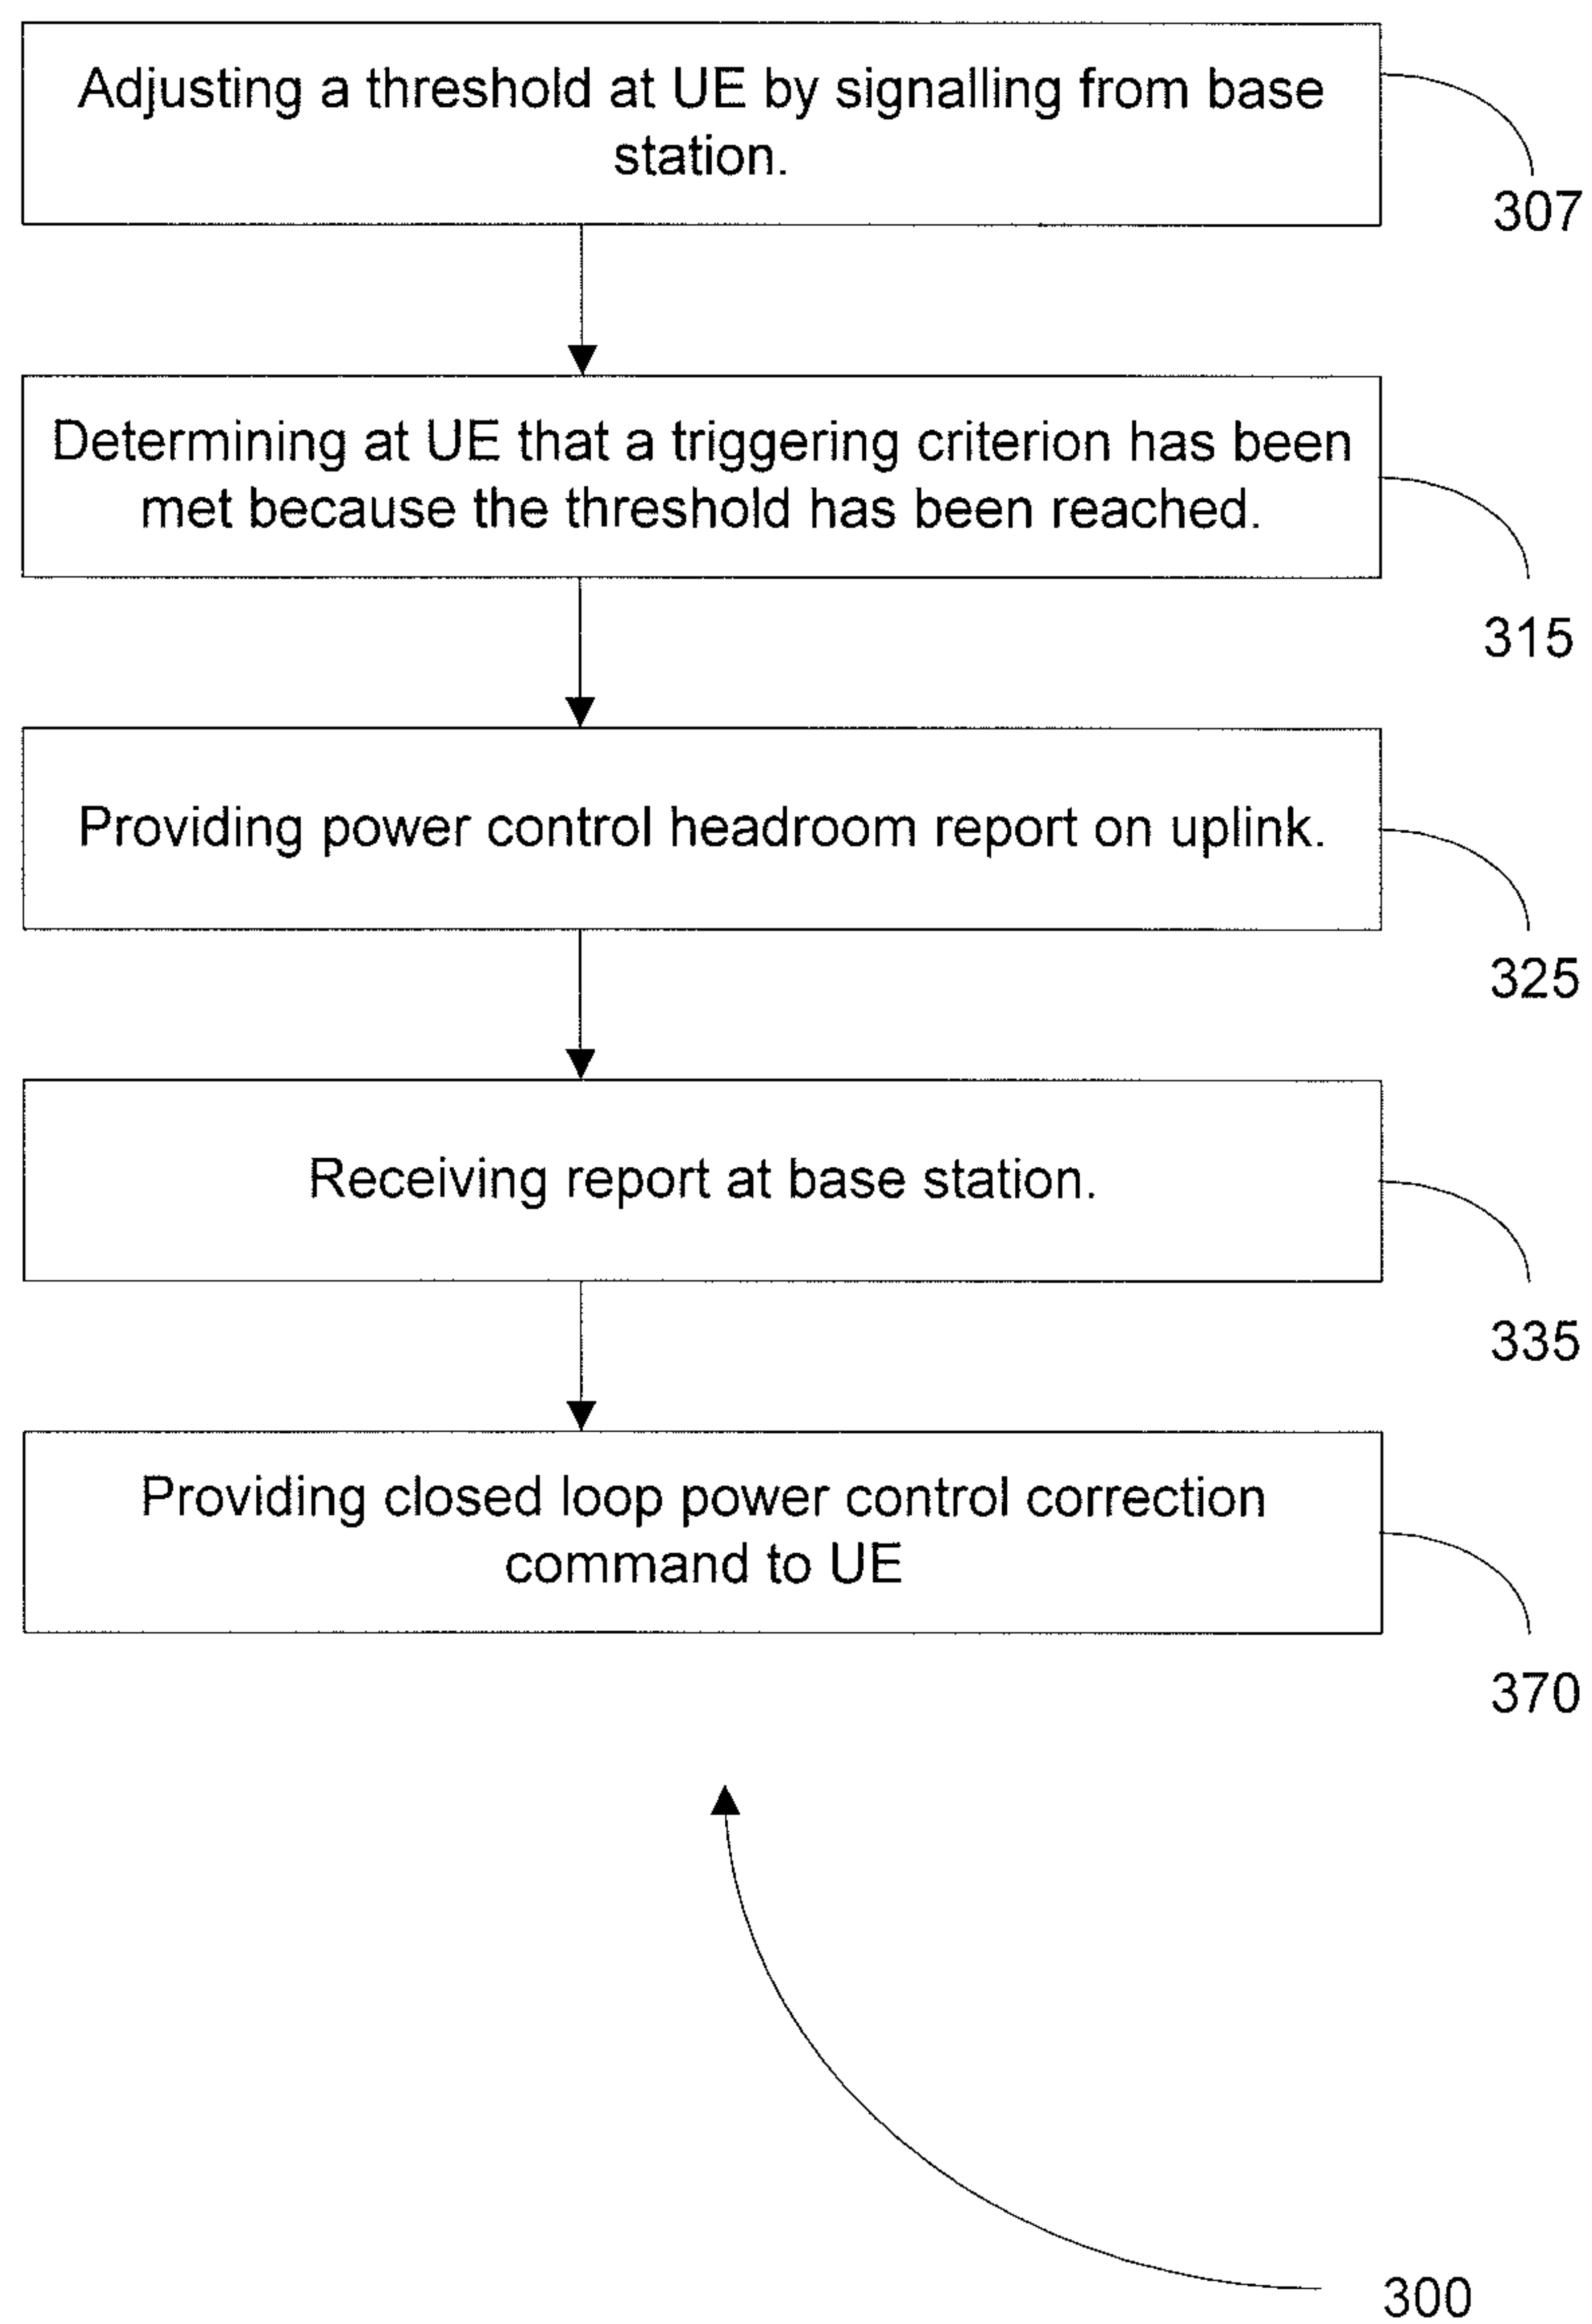 Adjusting a threshold at UE by signalling from base
station.
307
Determining at UE that a triggering criterion has been
met because the threshold has been reached.
315
Providing power control headroom report on uplink.
325
Receiving report at base station.
335
Providing closed loop power control correction
command to UE
370
300